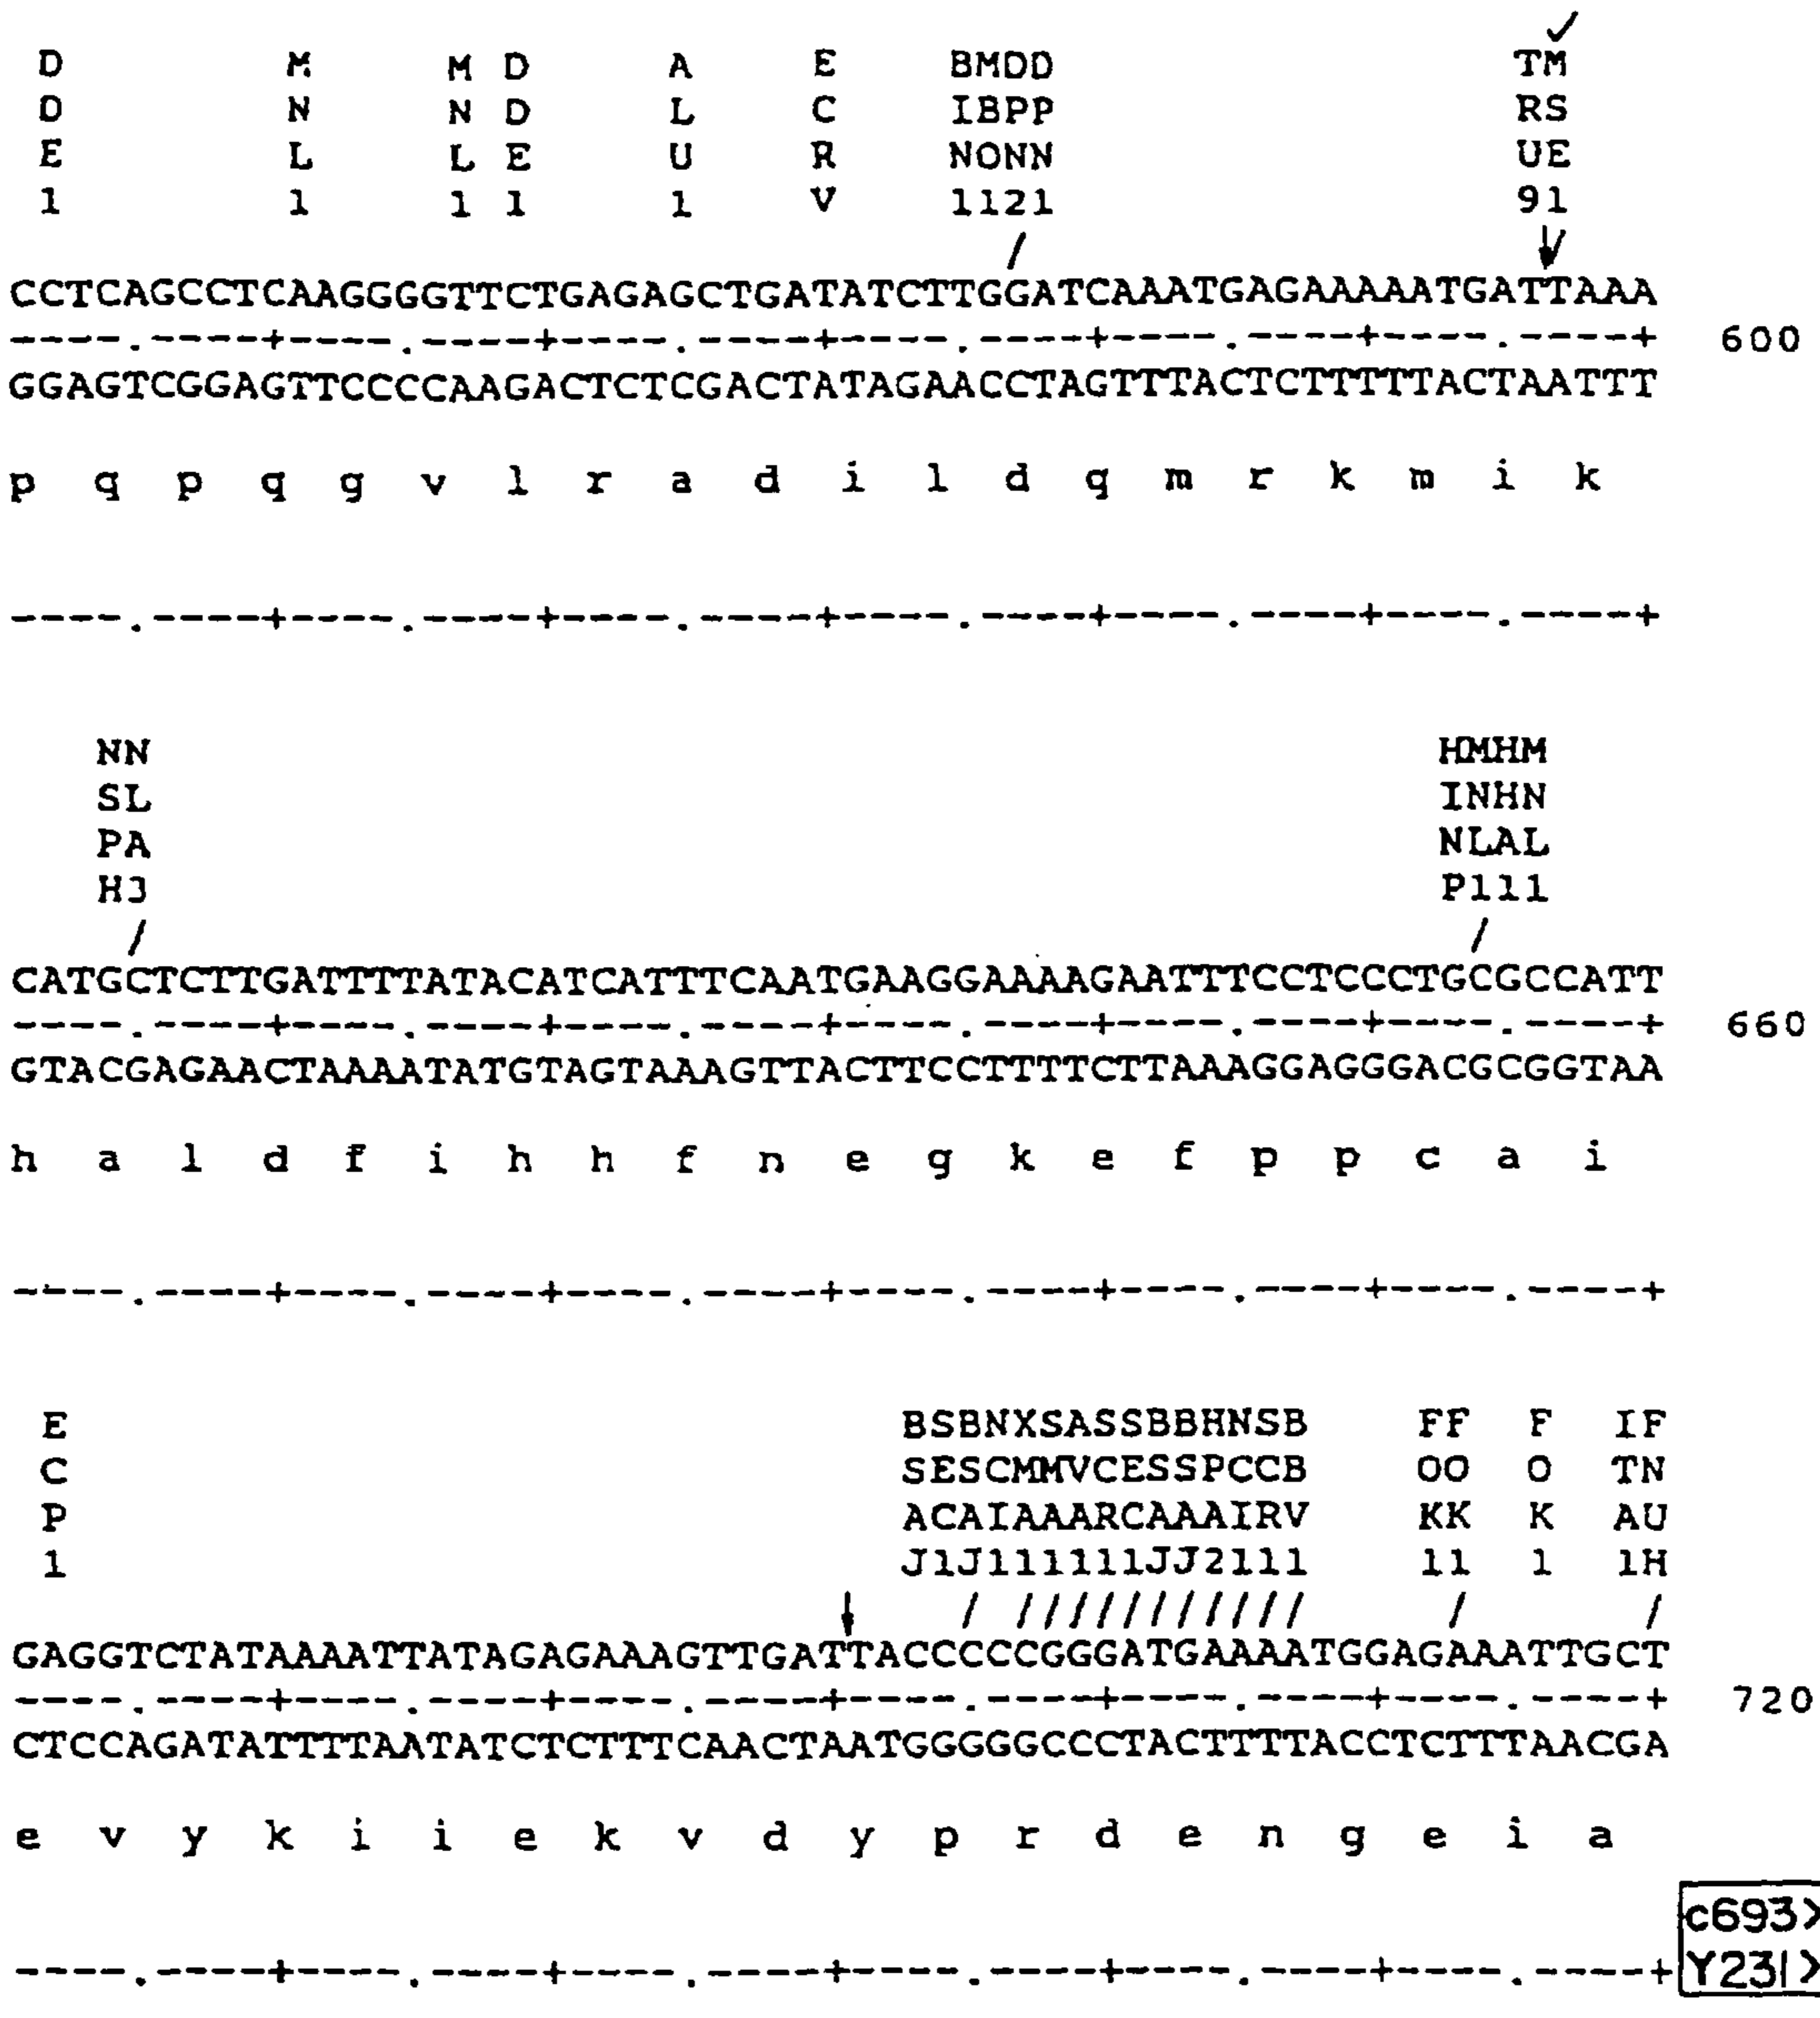 D M M D A E BMDD TM
D N N D L C IBPP RS
E L L E U R NONN UE
1 1 1 1 1 V 1121 91
CCTCAGCCTCAAGGGGTTCTGAGAGCTGATATCTTGGATCAAATGAGAAAAATGATTAAA
----.----+----.----+----.----+----.----+----.----+----.----+ 600
GGAGTCGGAGTTCCCCAAGACTCTCGACTATAGAACCTAGTTTACTCTTTTTACTAATTT
p q p q g v l r a d i l d q m r k m i k
----.----+----.----+----.----+----.----+----.----+----.----+
NN HMHM
SL INHN
PA NLAL
H3 P111
CATGCTCTTGATTTTATACATCATTTCAATGAAGGAAAAGAATTTCCTCCCTGCGCCATT
----.----+----.----+----.----+----.----+----.----+----.----+ 660
GTACGAGAACTAAAATATGTAGTAAAGTTACTTCCTTTTCTTAAAGGAGGGACGCGGTAA
h a l d f i h h f n e g k e f p p c a i
----.----+----.----+----.----+----.----+----.----+----.----+
E BSBNXSASSBBHNSB FF F IF
C SESCMMVCESSPCCB OO O TN
P ACAIAAARCAAAIRV KK K AU
1 J1J111111JJ2111 11 1 1H
GAGGTCTATAAAATTATAGAGAAAGTTGATTACCCCCGGGATGAAAATGGAGAAATTGCT
----.----+----.----+----.----+----.----+----.----+----.----+ 720
CTCCAGATATTTTAATATCTCTTTCAACTAATGGGGGCCCTACTTTTACCTCTTTAACGA
e v y k i i e k v d y p r d e n g e i a
c693>
----.----+----.----+----.----+----.----+----.----+----.----+ Y231>